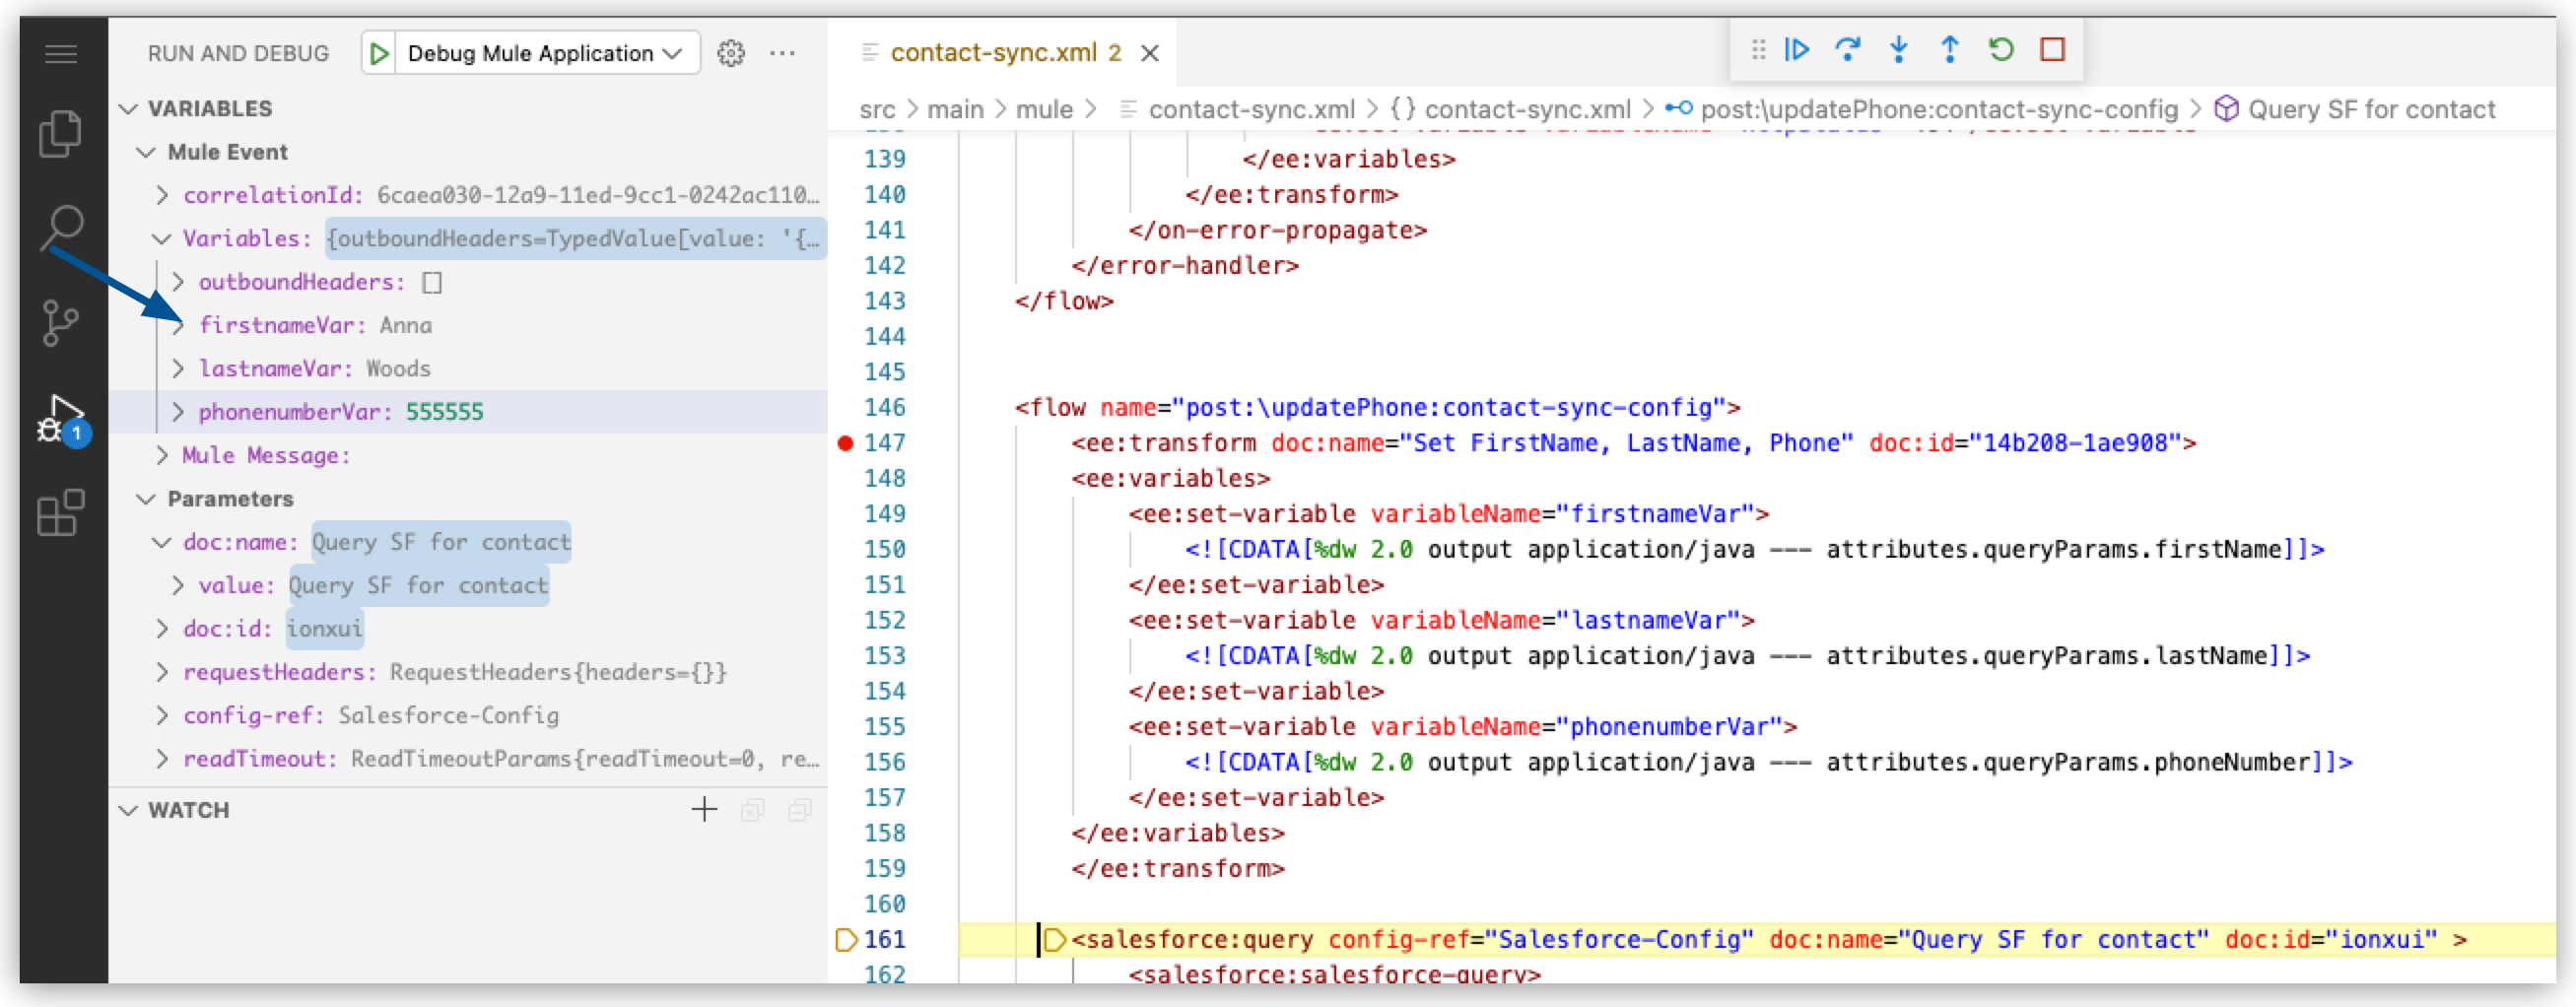 RUN AND DEBUG
Debug Mule Application
VARIABLES
Mule Event
correlationId: 6caea030-12a9-11ed-9cc1-0242ac110…
Variables: {outboundHeaders=TypedValue[value: '{…
outboundHeaders: []
firstnameVar: Anna
lastnameVar: Woods
phonenumberVar: 555555
Mule Message:
Parameters
doc:name: Query SF for contact
value: Query SF for contact
doc:id: ionxui
requestHeaders: RequestHeaders{headers={}}
config-ref: Salesforce-Config
readTimeout: ReadTimeoutParams{readTimeout=0, re…
WATCH
1
contact-sync.xml 2
src > main > mule > contact-sync.xml > {} contact-sync.xml > post:\updatePhone:contact-sync-config > Query SF for contact
139 </ee:variables>
140 </ee:transform>
141 </on-error-propagate>
142 </error-handler>
143 </flow>
144
145
146 <flow name="post:\updatePhone:contact-sync-config">
147 <ee:transform doc:name="Set FirstName, LastName, Phone" doc:id="14b208-1ae908">
148 <ee:variables>
149 <ee:set-variable variableName="firstnameVar">
150 <![CDATA[%dw 2.0 output application/java --- attributes.queryParams.firstName]]>
151 </ee:set-variable>
152 <ee:set-variable variableName="lastnameVar">
153 <![CDATA[%dw 2.0 output application/java --- attributes.queryParams.lastName]]>
154 </ee:set-variable>
155 <ee:set-variable variableName="phonenumberVar">
156 <![CDATA[%dw 2.0 output application/java --- attributes.queryParams.phoneNumber]]>
157 </ee:set-variable>
158 </ee:variables>
159 </ee:transform>
160
161 <salesforce:query config-ref="Salesforce-Config" doc:name="Query SF for contact" doc:id="ionxui" >
162 <salesforce:salesforce-query>